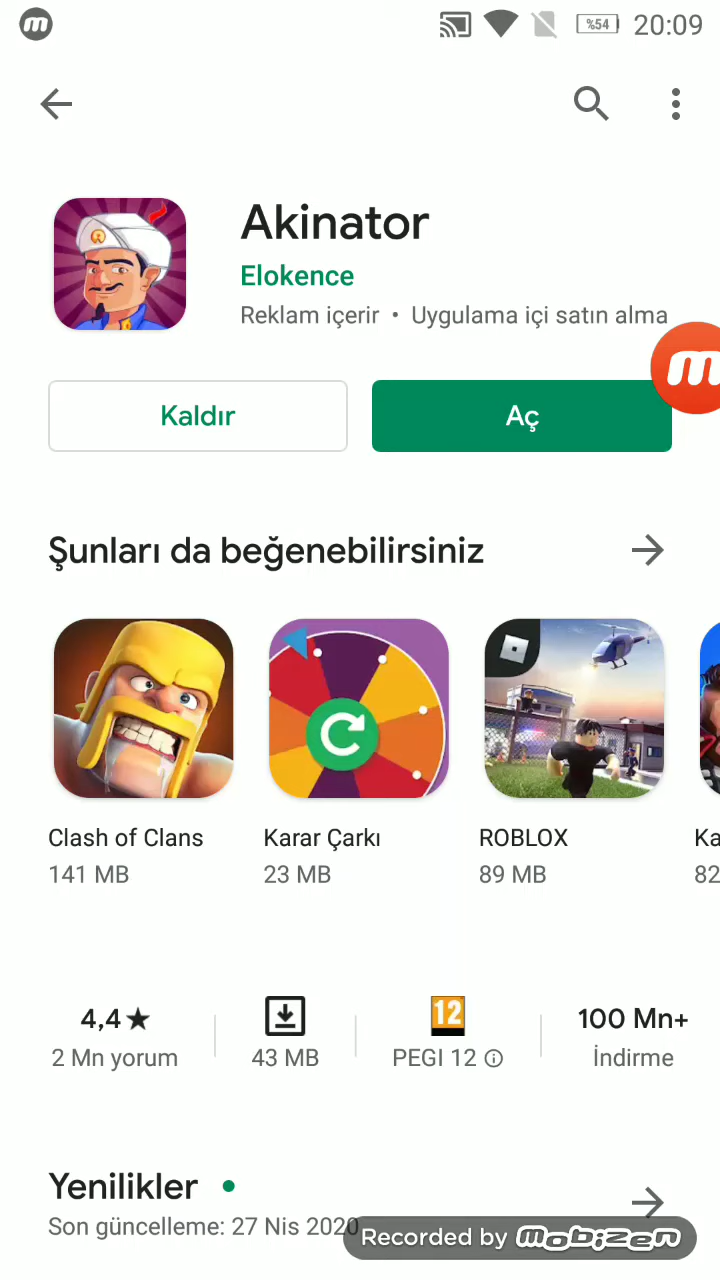 %54 20:09
Akinator
Elokence
Reklam içerir • Uygulama içi satın alma
Kaldır
Aç
Şunları da beğenebilirsiniz
Clash of Clans
Karar Çarkı
ROBLOX
Ka
141 MB
23 MB
89 MB
82
4,4★
12
100 Mn+
2 Mn yorum
43 MB
PEGI 12
İndirme
Yenilikler
Son güncelleme: 27 Nis 2020
Recorded by mobizen